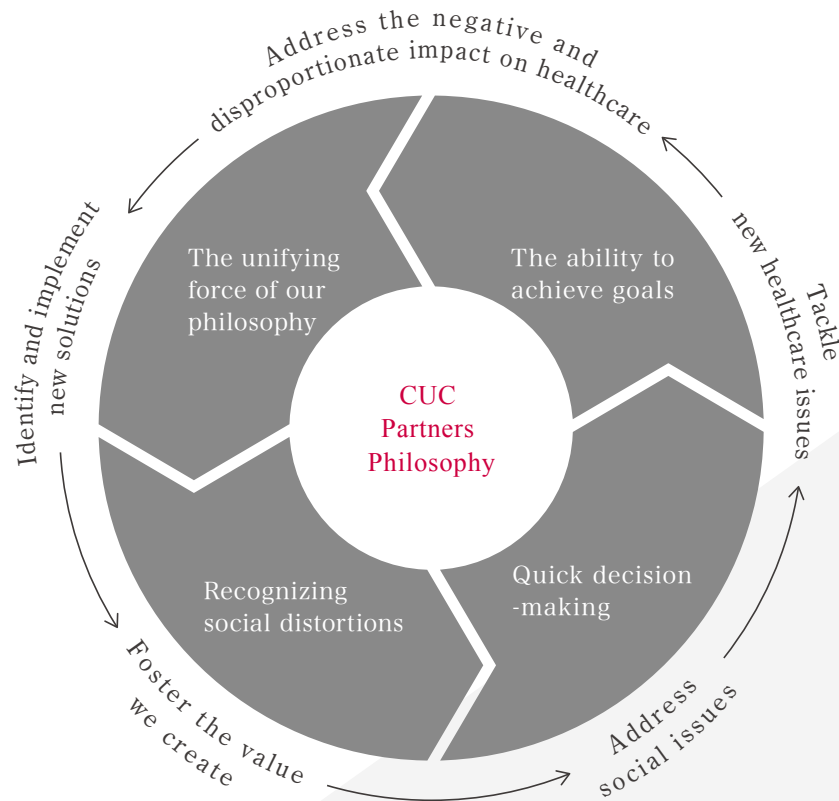 Address the negative and
disproportionate impact on healthcare
Identify and implement
new solutions
Foster the value
we create
Address
social issues
Tackle
new healthcare issues
The unifying
force of our
philosophy
The ability to
achieve goals
CUC
Partners
Philosophy
Recognizing
social distortions
Quick decision
-making